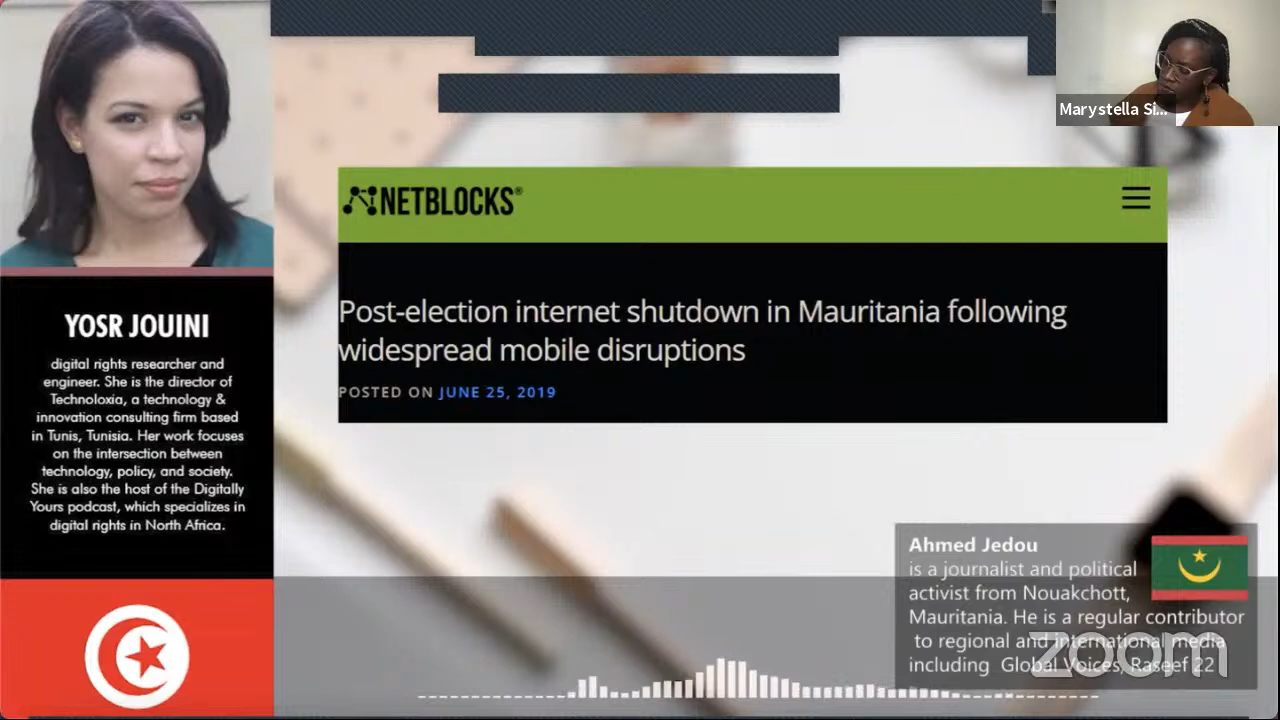 Marystella Si...
NETBLOCKS®
Post-election internet shutdown in Mauritania following
widespread mobile disruptions
POSTED ON JUNE 25, 2019
YOSR JOUINI
digital rights researcher and
engineer. She is the director of
Technoloxia, a technology &
innovation consulting firm based
in Tunis, Tunisia. Her work focuses
on the intersection between
technology, policy, and society.
She is also the host of the Digitally
Yours podcast, which specializes in
digital rights in North Africa.
Ahmed Jedou
is a journalist and political
activist from Nouakchott,
Mauritania. He is a regular contributor
to regional and international media
including Global Voices, Raseef 22
zoom